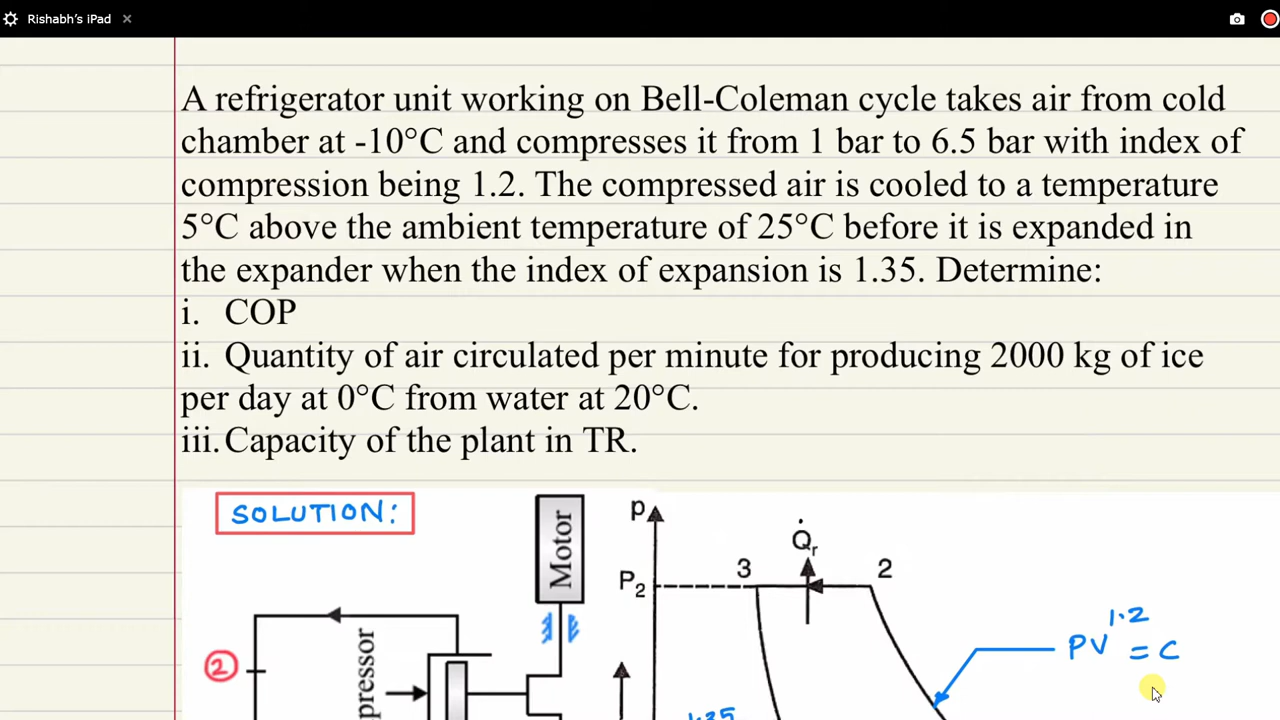 Rishabh's iPad ×
A refrigerator unit working on Bell-Coleman cycle takes air from cold
chamber at -10°C and compresses it from 1 bar to 6.5 bar with index of
compression being 1.2. The compressed air is cooled to a temperature
5°C above the ambient temperature of 25°C before it is expanded in
the expander when the index of expansion is 1.35. Determine:
i. COP
ii. Quantity of air circulated per minute for producing 2000 kg of ice
per day at 0°C from water at 20°C.
iii. Capacity of the plant in TR.
SOLUTION:
Motor
p
Q̇r
3
2
P2
PV^1.2 = C
2
pressor
1.35